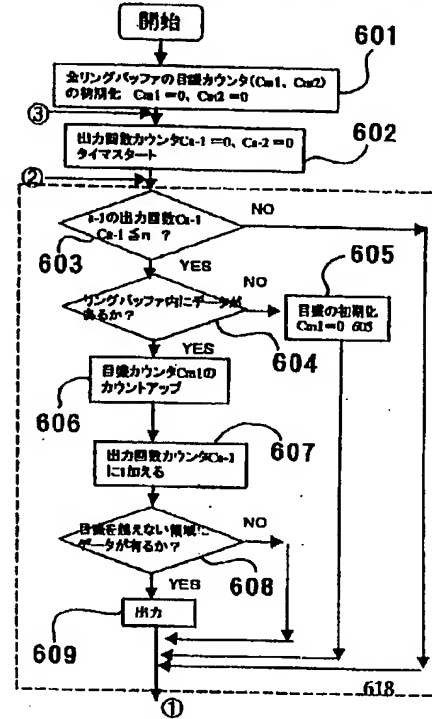 開始
601
全リングバッファの目盛カウンタ(Cm1、Cm2)
の初期化 Cm1=0、Cm2=0
③
602
出力回数カウンタCa-1=0、Ca-2=0
タイマスタート
②
a-1の出力回数Ca-1
Ca-1≦n ?
NO
603
YES
605
リングバッファ内にデータが
あるか?
NO
目盛の初期化
Cm1=0 605
604
YES
目盛カウンタCm1の
カウントアップ
606
607
出力回数カウンタCa-1
に1加える
目盛を越えない領域に
データが有るか?
NO
608
YES
出力
609
618
①